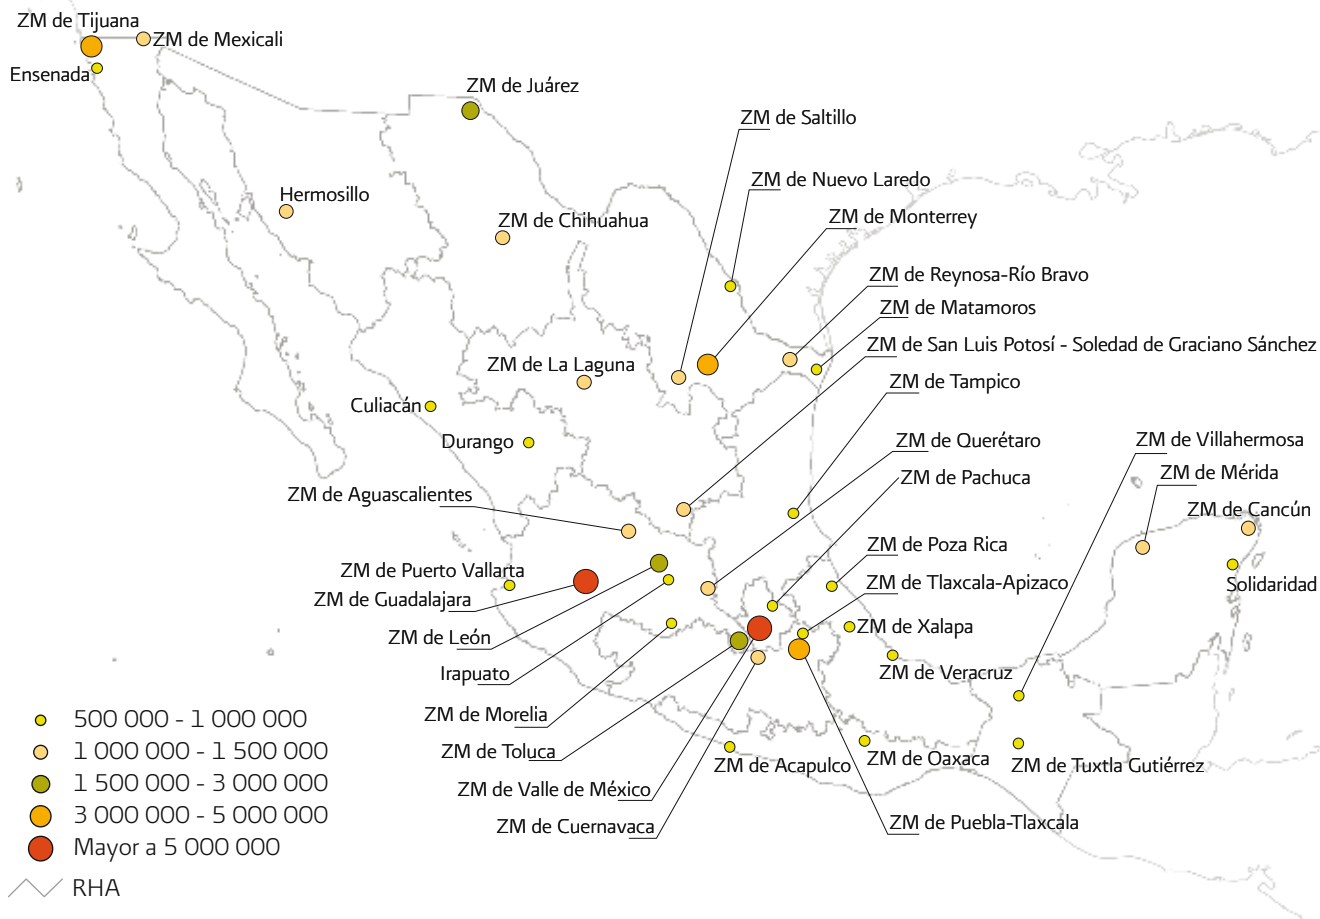 ZM de Tijuana
ZM de Mexicali
Ensenada
ZM de Juárez
ZM de Saltillo
ZM de Nuevo Laredo
Hermosillo
ZM de Chihuahua
ZM de Monterrey
ZM de Reynosa-Río Bravo
ZM de Matamoros
ZM de San Luis Potosí - Soledad de Graciano Sánchez
ZM de La Laguna
ZM de Tampico
Culiacán
Durango
ZM de Querétaro
ZM de Villahermosa
ZM de Pachuca
ZM de Mérida
ZM de Aguascalientes
ZM de Cancún
ZM de Poza Rica
ZM de Puerto Vallarta
ZM de Tlaxcala-Apizaco
Solidaridad
ZM de Guadalajara
ZM de Xalapa
ZM de León
Irapuato
ZM de Veracruz
ZM de Morelia
ZM de Toluca
ZM de Acapulco
ZM de Oaxaca
ZM de Tuxtla Gutiérrez
ZM de Valle de México
ZM de Cuernavaca
ZM de Puebla-Tlaxcala
500 000 - 1 000 000
1 000 000 - 1 500 000
1 500 000 - 3 000 000
3 000 000 - 5 000 000
Mayor a 5 000 000
RHA